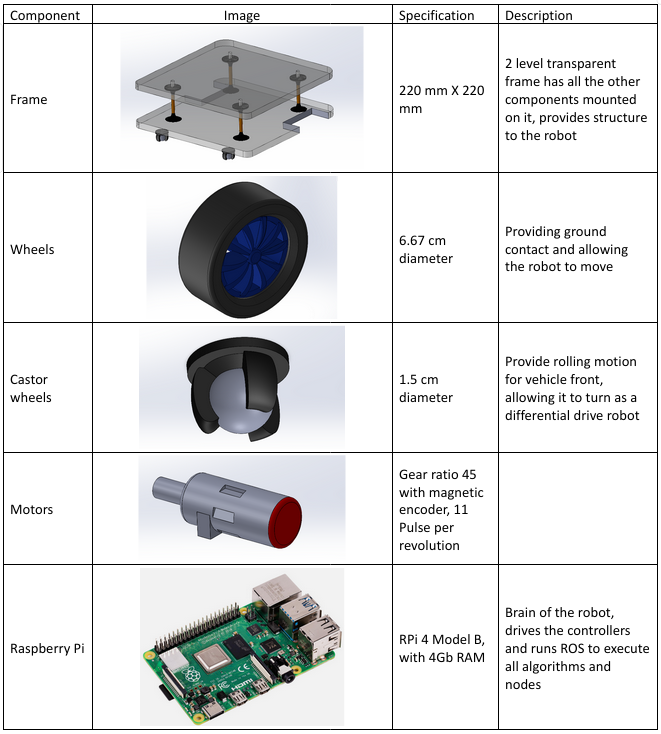 Component Image Specification Description
Frame
220 mm X 220
mm
2 level transparent
frame has all the other
components mounted
on it, provides structure
to the robot
Wheels
6.67 cm
diameter
Providing ground
contact and allowing
the robot to move
Castor
wheels
1.5 cm
diameter
Provide rolling motion
for vehicle front,
allowing it to turn as a
differential drive robot
Motors
Gear ratio 45
with magnetic
encoder, 11
Pulse per
revolution
Raspberry Pi
HDMI
RPi 4 Model B,
with 4Gb RAM
Brain of the robot,
drives the controllers
and runs ROS to execute
all algorithms and
nodes